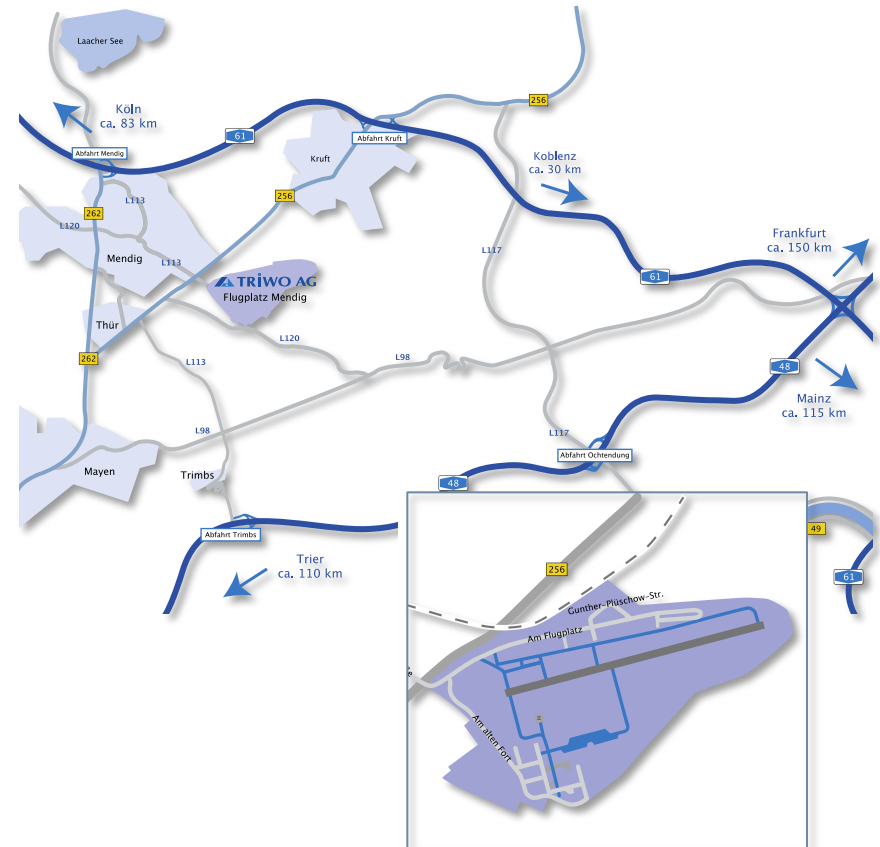 Laacher See
Köln
ca. 83 km
256
61
Abfahrt Kruft
Abfahrt Mendig
Kruft
Koblenz
ca. 30 km
256
L113
262
L120
Frankfurt
ca. 150 km
L117
Mendig
L113
61
TRIWO AG
Flugplatz Mendig
Thür
L120
262
L113
L98
48
Mainz
ca. 115 km
L98
L117
Abfahrt Ochtendung
Mayen
Trimbs
48
Abfahrt Trimbs
49
Trier
ca. 110 km
256
61
Gunther-Plüschow-Str.
Am Flugplatz
Am alten Fort
H